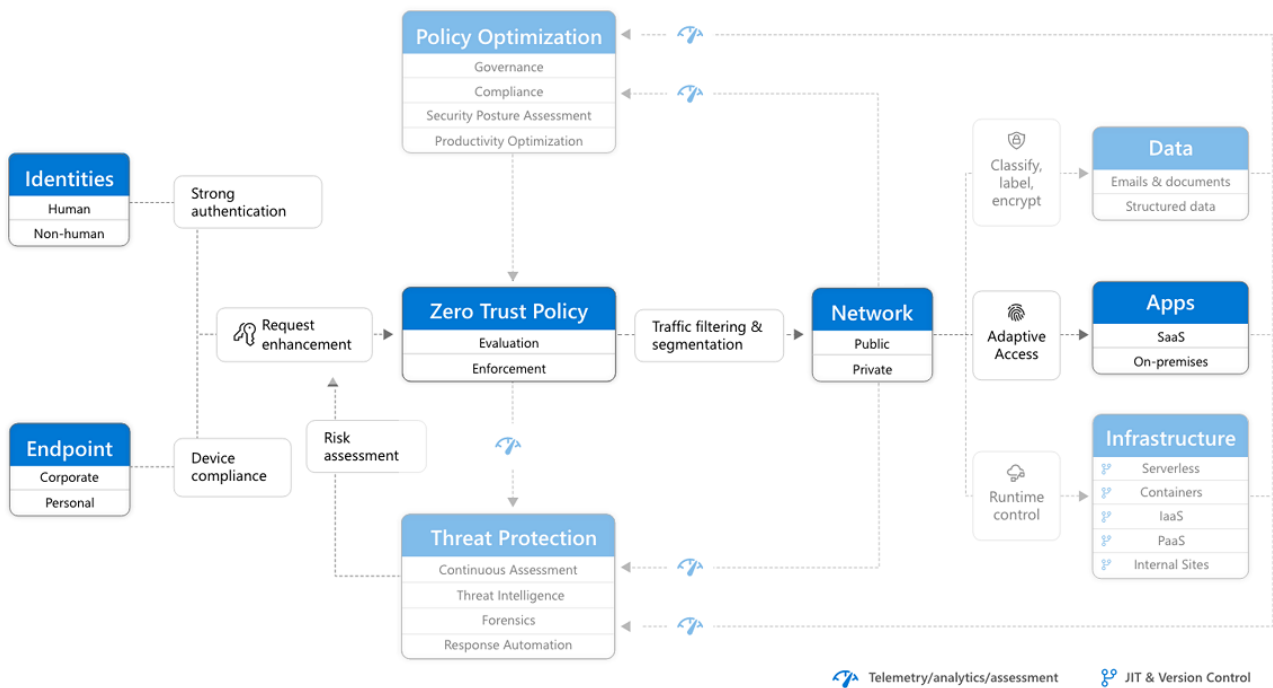 Policy Optimization
Governance
Compliance
Security Posture Assessment
Productivity Optimization
Identities
Human
Non-human
Strong
authentication
Endpoint
Corporate
Personal
Device
compliance
Request
enhancement
Risk
assessment
Zero Trust Policy
Evaluation
Enforcement
Threat Protection
Continuous Assessment
Threat Intelligence
Forensics
Response Automation
Traffic filtering &
segmentation
Network
Public
Private
Classify,
label,
encrypt
Data
Emails & documents
Structured data
Adaptive
Access
Apps
SaaS
On-premises
Runtime
control
Infrastructure
Serverless
Containers
IaaS
PaaS
Internal Sites
Telemetry/analytics/assessment
JIT & Version Control